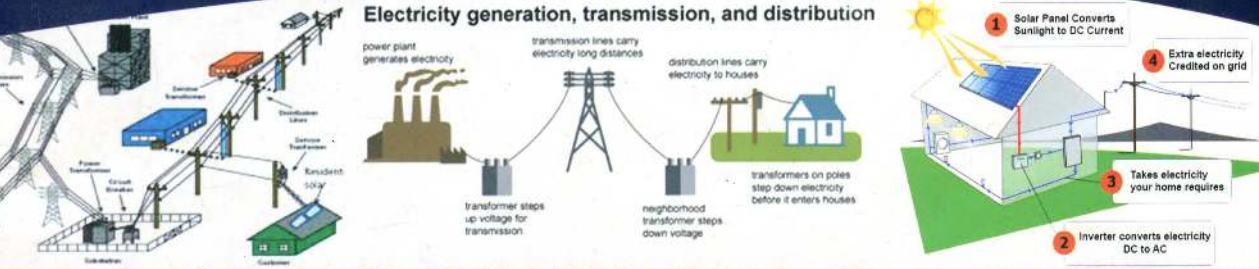 Electricity generation, transmission, and distribution
Service
Transformer
Distribution
Lines
Service
Resident
solar
Power
Transformer
Circuit
Breaker
Substation
Customer
power plant
generates electricity
transmission lines carry
electricity long distances
distribution lines carry
electricity to houses
transformer steps
up voltage for
transmission
neighborhood
transformer steps
down voltage
transformers on poles
step down electricity
before it enters houses
1
Solar Panel Converts
Sunlight to DC Current
4
Extra electricity
Credited on grid
3
Takes electricity
your home requires
2
Inverter converts electricity
DC to AC